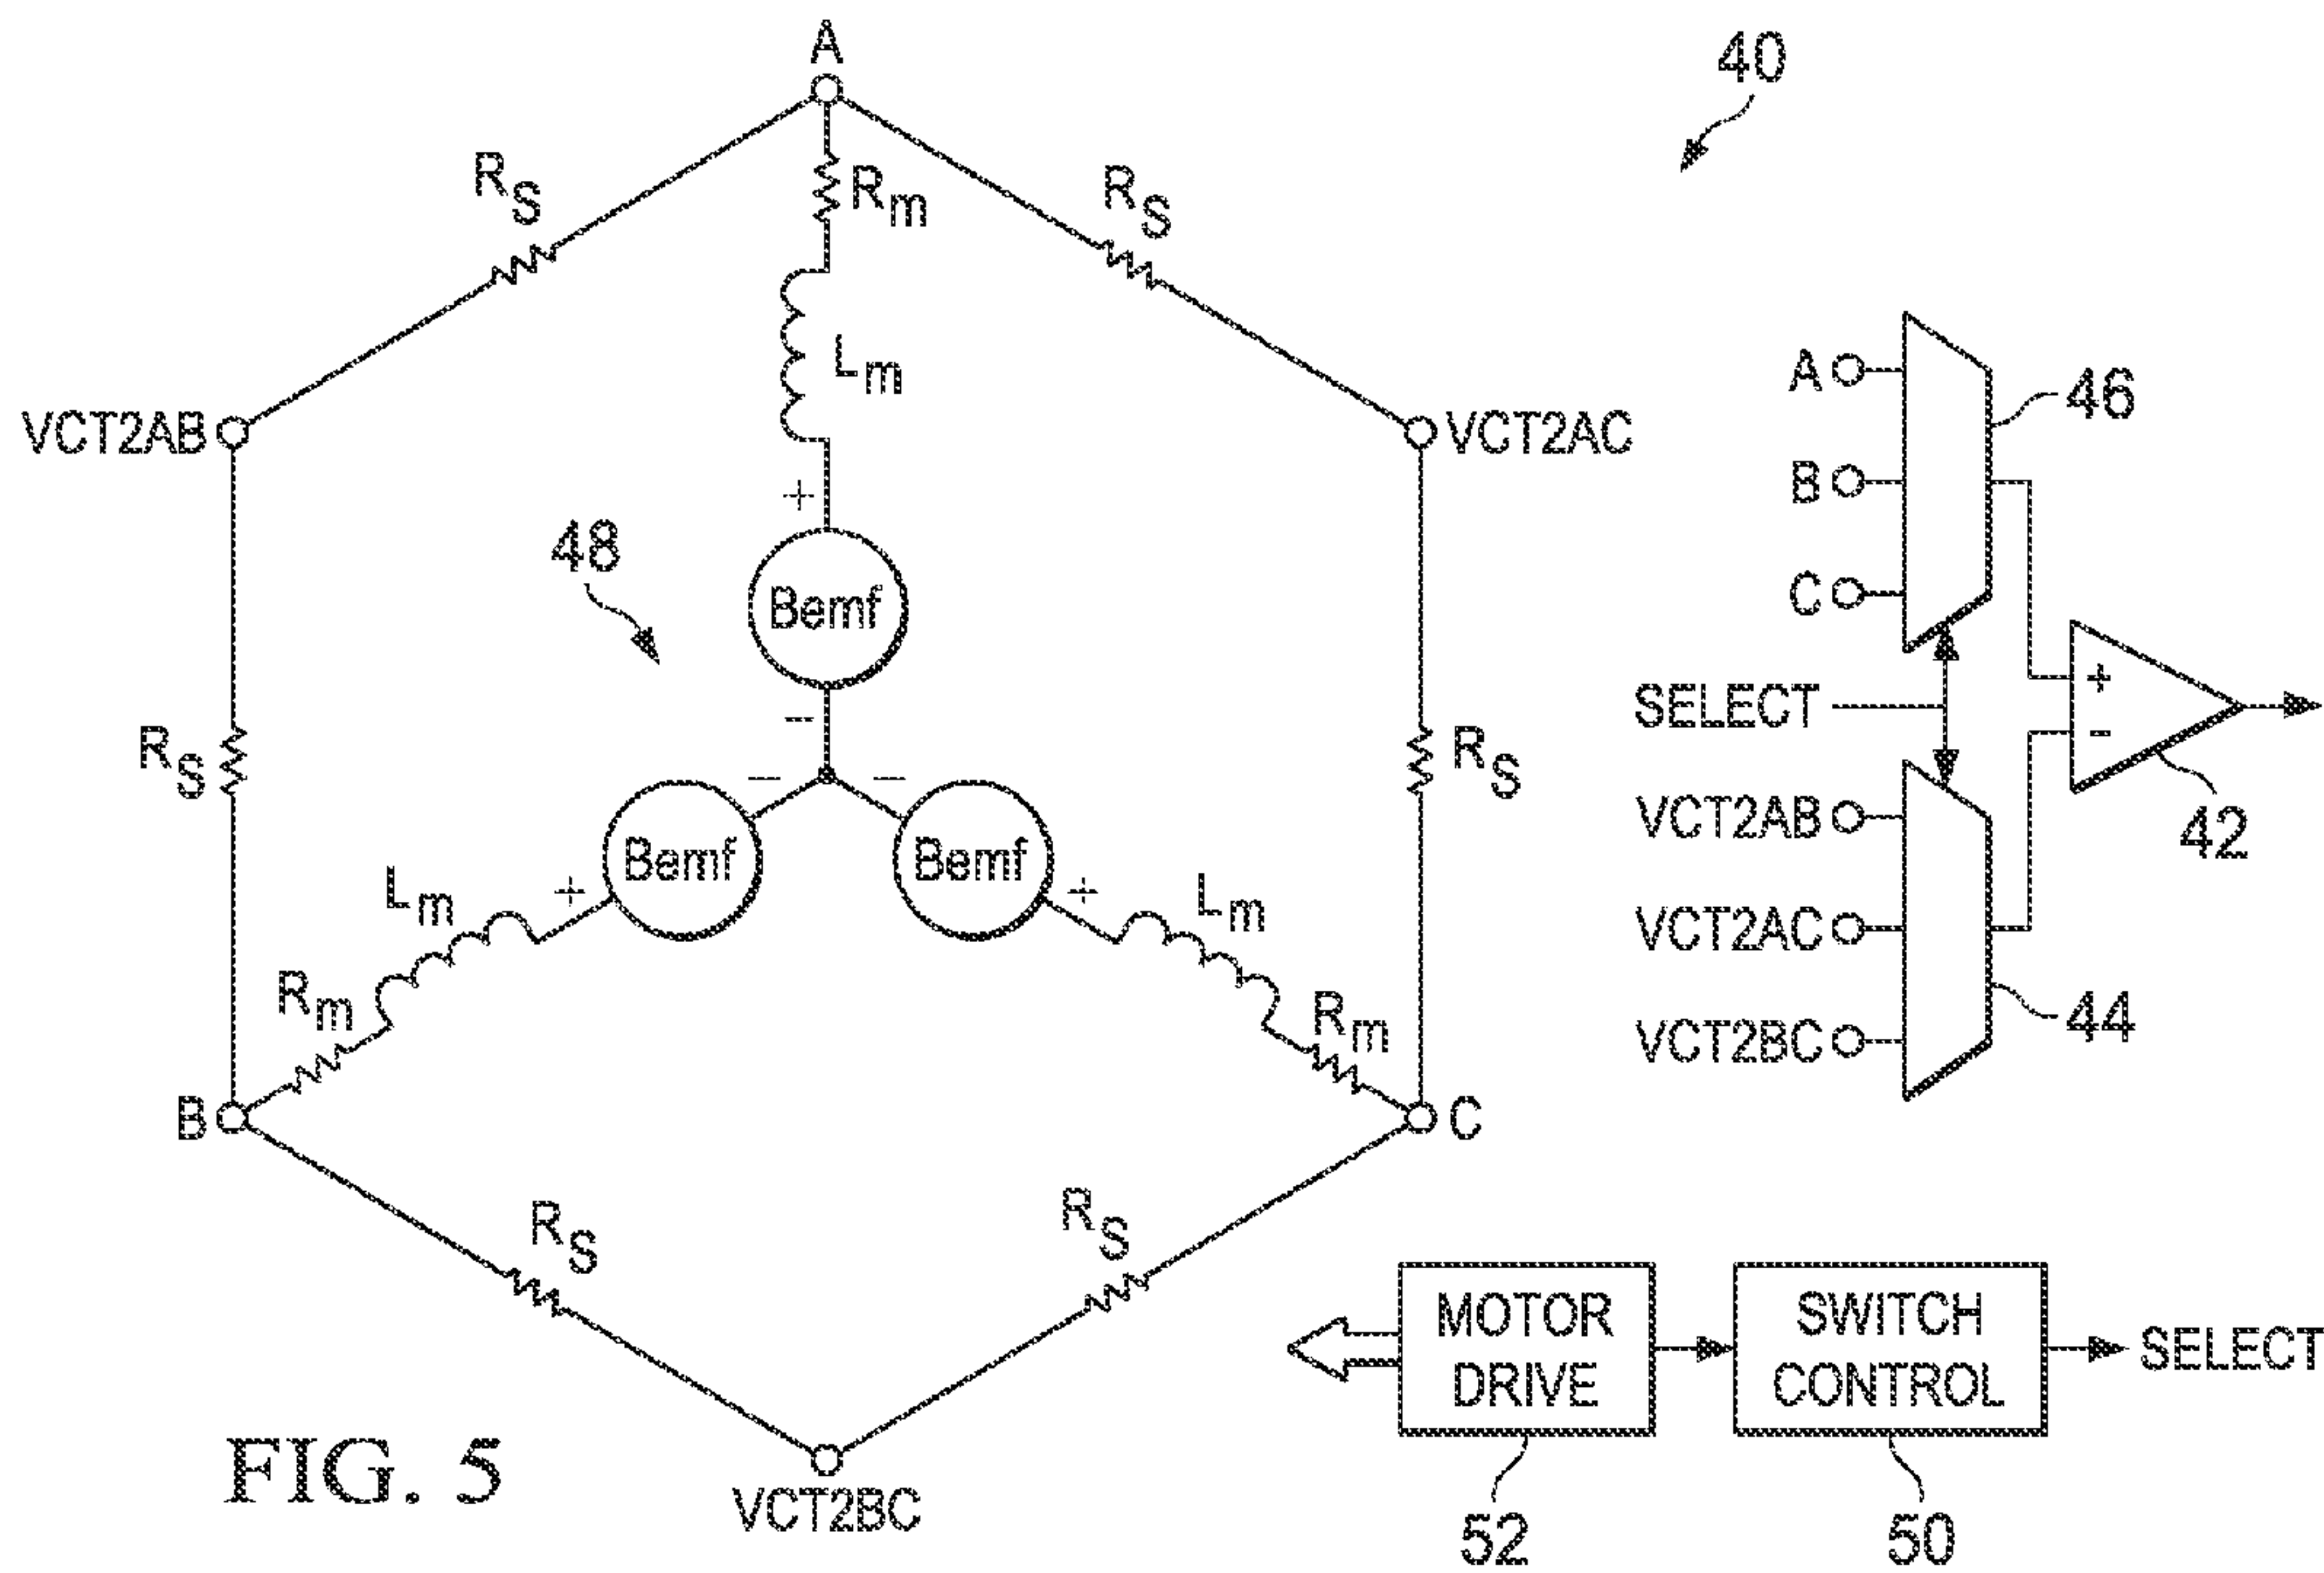 A
40
RS
Rm
RS
Lm
VCT2AB
VCT2AC
A
46
B
C
+
48
Bemf
SELECT
+
-
42
RS
RS
-
-
-
Bemf
Bemf
+
+
Lm
Lm
Rm
Rm
VCT2AB
VCT2AC
VCT2BC
44
B
C
RS
RS
MOTOR
DRIVE
SWITCH
CONTROL
SELECT
52
50
VCT2BC
FIG. 5